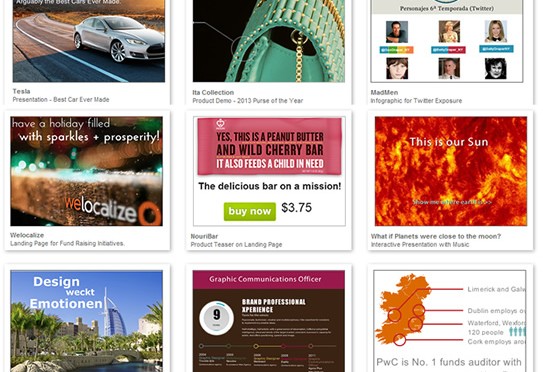 Arguably the Best Cars Ever Made.
Tesla
Presentation - Best Car Ever Made
Ita Collection
Product Demo - 2013 Purse of the Year
Personajes 6ª Temporada (Twitter)
MadMen
Infographic for Twitter Exposure
have a holiday filled
with sparkles + prosperity!
welocalize
Welocalize
Landing Page for Fund Raising Initiatives.
YES, THIS IS A PEANUT BUTTER
AND WILD CHERRY BAR
IT ALSO FEEDS A CHILD IN NEED
The delicious bar on a mission!
buy now $3.75
NouriBar
Product Teaser on Landing Page
This is our Sun
Show me where earth is >>
What if Planets were close to the moon?
Interactive Presentation with Music
Design
weckt
Emotionen
Graphic Communications Officer
9
BRAND PROFESSIONAL
XPERIENCE
Limerick and Galw
Dublin employs o
Waterford, Wexfor
120 people
Cork employs aro
PwC is No. 1 funds auditor with